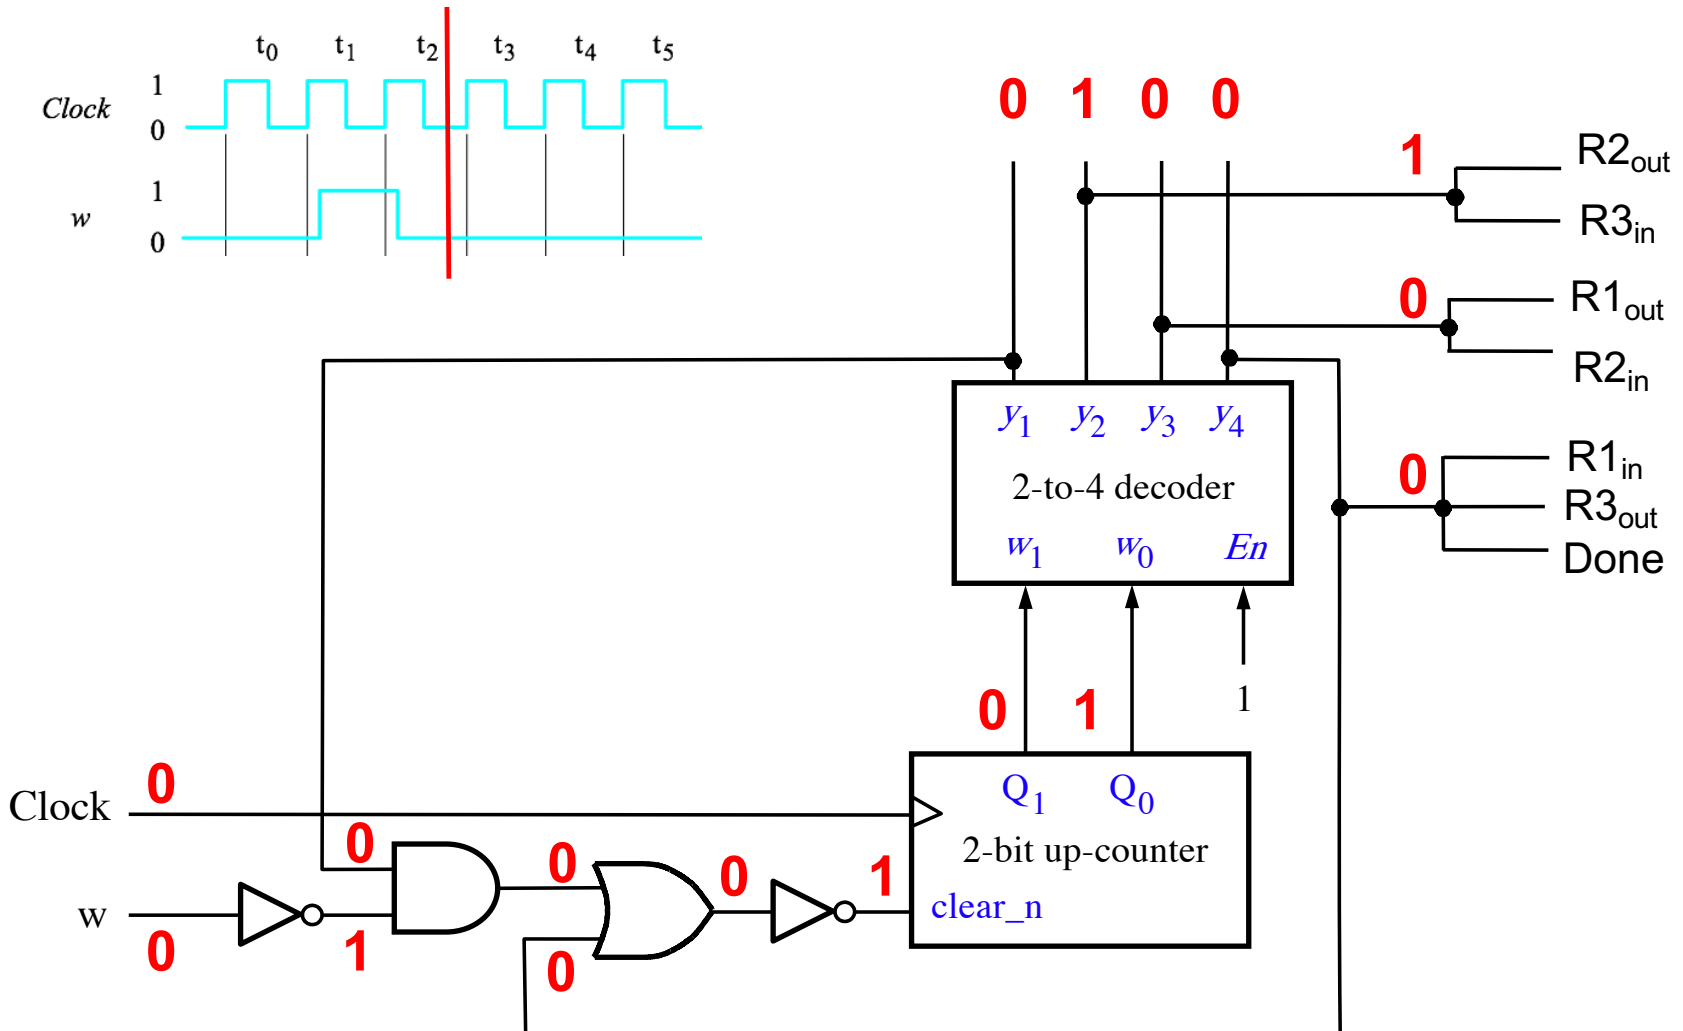 t0 t1 t2 t3 t4 t5
Clock 1 0
w 1 0
0 1 0 0
1 R2out
R3in
0 R1out
R2in
y1 y2 y3 y4
2-to-4 decoder
w1 w0 En
0 R1in
R3out
Done
0 1 1
Q1 Q0
2-bit up-counter
clear_n
Clock 0
0 0 0 1
w 0 1 0